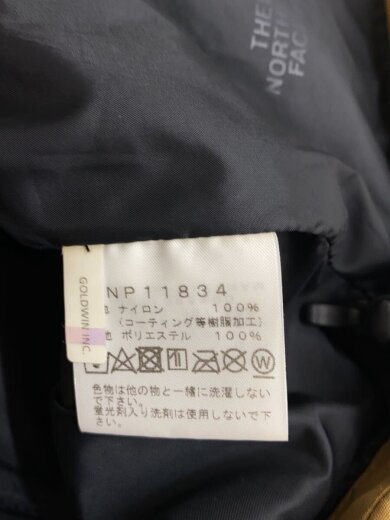 THE
NORTH
FACE
GOLDWIN INC.
NP11834
地 ナイロン 100%
(コーティング等樹脂加工)
地 ポリエステル 100%
色物は他の物と一緒に洗濯しない
で下さい。
蛍光剤入り洗剤は使用しないで下
さい。